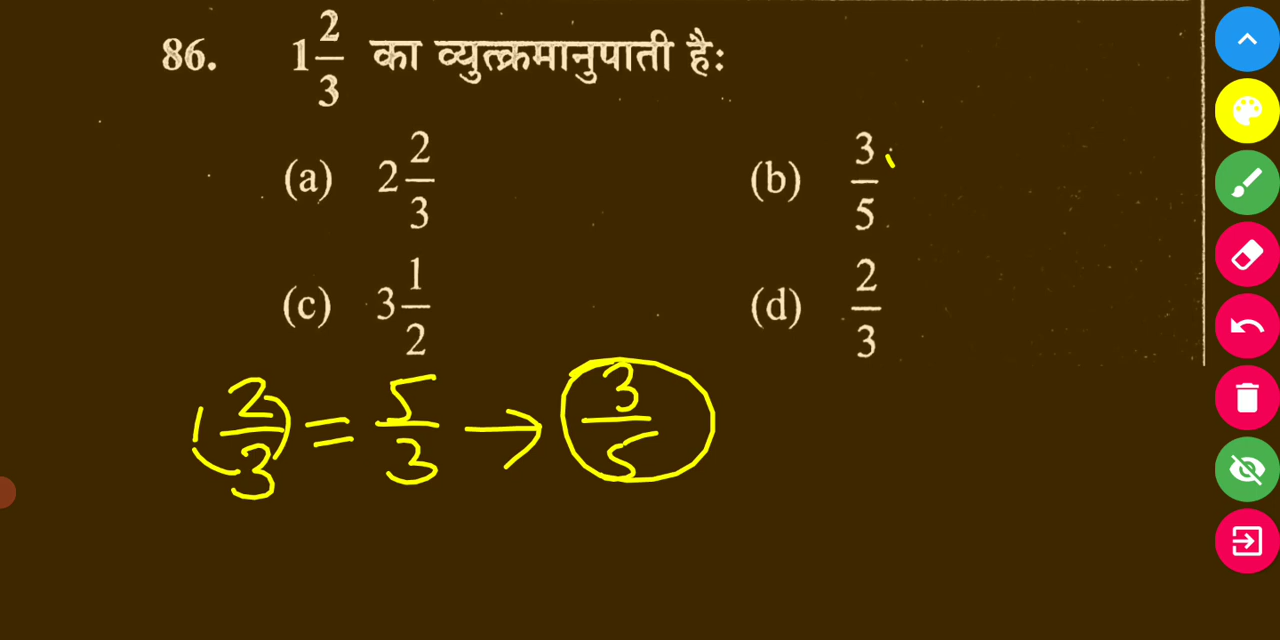 86. 1 2/3 का व्युत्क्रमानुपाती है:
(a) 2 2/3 (b) 3/5
(c) 3 1/2 (d) 2/3
1 2/3 = 5/3 → 3/5